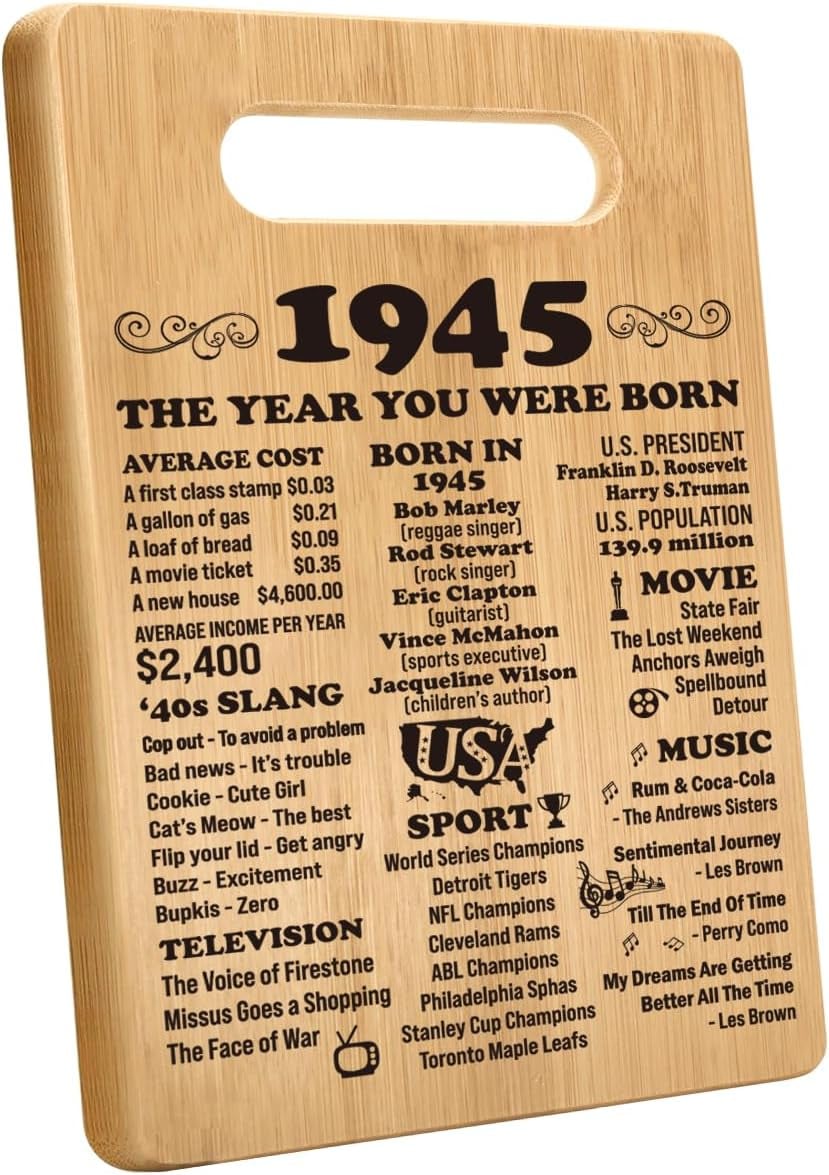 1945
THE YEAR YOU WERE BORN
AVERAGE COST
A first class stamp $0.03
A gallon of gas $0.21
A loaf of bread $0.09
A movie ticket $0.35
A new house $4,600.00
AVERAGE INCOME PER YEAR
$2,400
‘40s SLANG
Cop out - To avoid a problem
Bad news - It's trouble
Cookie - Cute Girl
Cat's Meow - The best
Flip your lid - Get angry
Buzz - Excitement
Bupkis - Zero
TELEVISION
The Voice of Firestone
Missus Goes a Shopping
The Face of War
BORN IN
1945
Bob Marley
(reggae singer)
Rod Stewart
(rock singer)
Eric Clapton
(guitarist)
Vince McMahon
(sports executive)
Jacqueline Wilson
(children's author)
USA
SPORT
World Series Champions
Detroit Tigers
NFL Champions
Cleveland Rams
ABL Champions
Philadelphia Sphas
Stanley Cup Champions
Toronto Maple Leafs
U.S. PRESIDENT
Franklin D. Roosevelt
Harry S.Truman
U.S. POPULATION
139.9 million
MOVIE
State Fair
The Lost Weekend
Anchors Aweigh
Spellbound
Detour
MUSIC
Rum & Coca-Cola
- The Andrews Sisters
Sentimental Journey
- Les Brown
Till The End Of Time
- Perry Como
My Dreams Are Getting
Better All The Time
- Les Brown